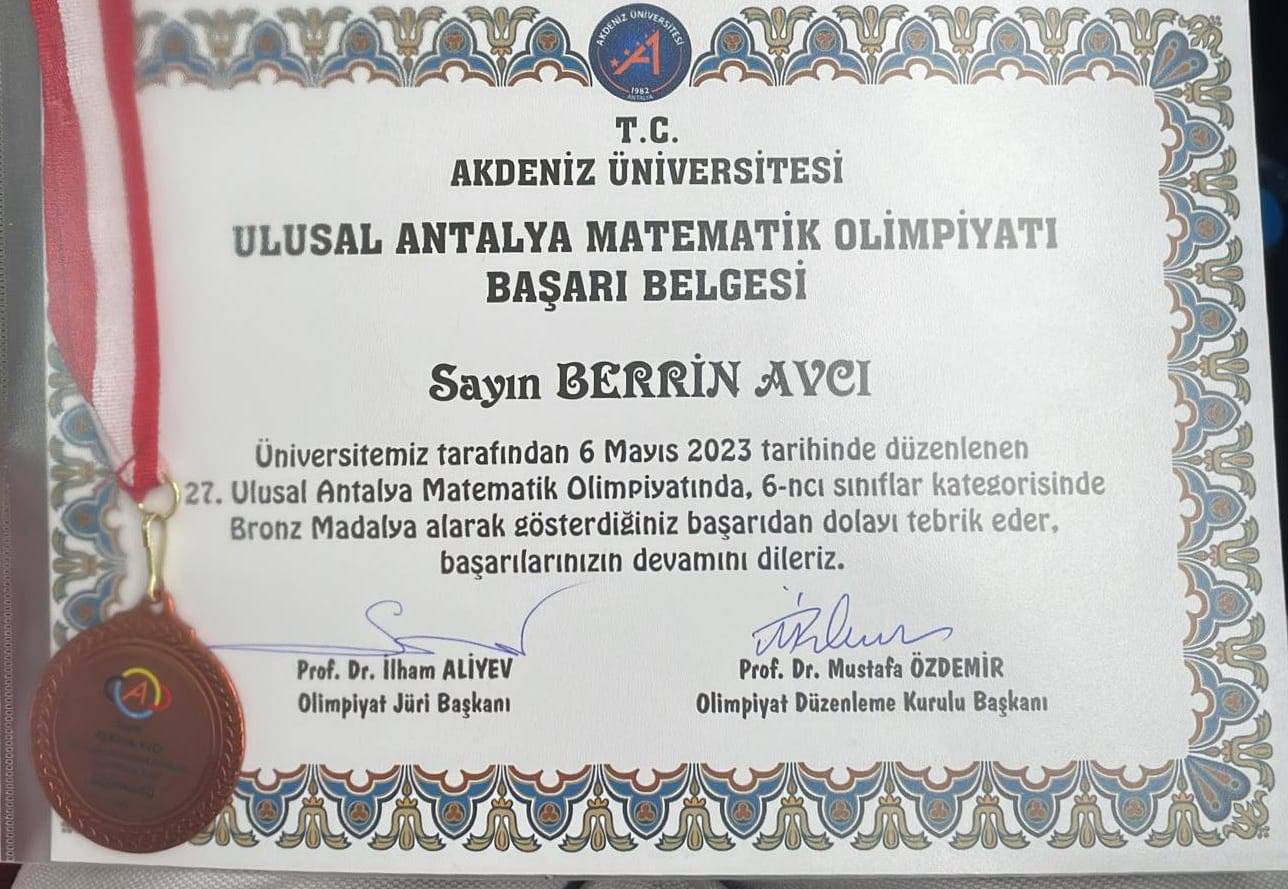 AKDENİZ ÜNİVERSİTESİ
1982
ANTALYA
T.C.
AKDENİZ ÜNİVERSİTESİ
ULUSAL ANTALYA MATEMATİK OLİMPİYATI
BAŞARI BELGESİ
Sayın BERRİN AVCI
Üniversitemiz tarafından 6 Mayıs 2023 tarihinde düzenlenen
27. Ulusal Antalya Matematik Olimpiyatında, 6-ncı sınıflar kategorisinde
Bronz Madalya alarak gösterdiğiniz başarıdan dolayı tebrik eder,
başarılarınızın devamını dileriz.
Prof. Dr. İlham ALİYEV
Olimpiyat Jüri Başkanı
Prof. Dr. Mustafa ÖZDEMİR
Olimpiyat Düzenleme Kurulu Başkanı